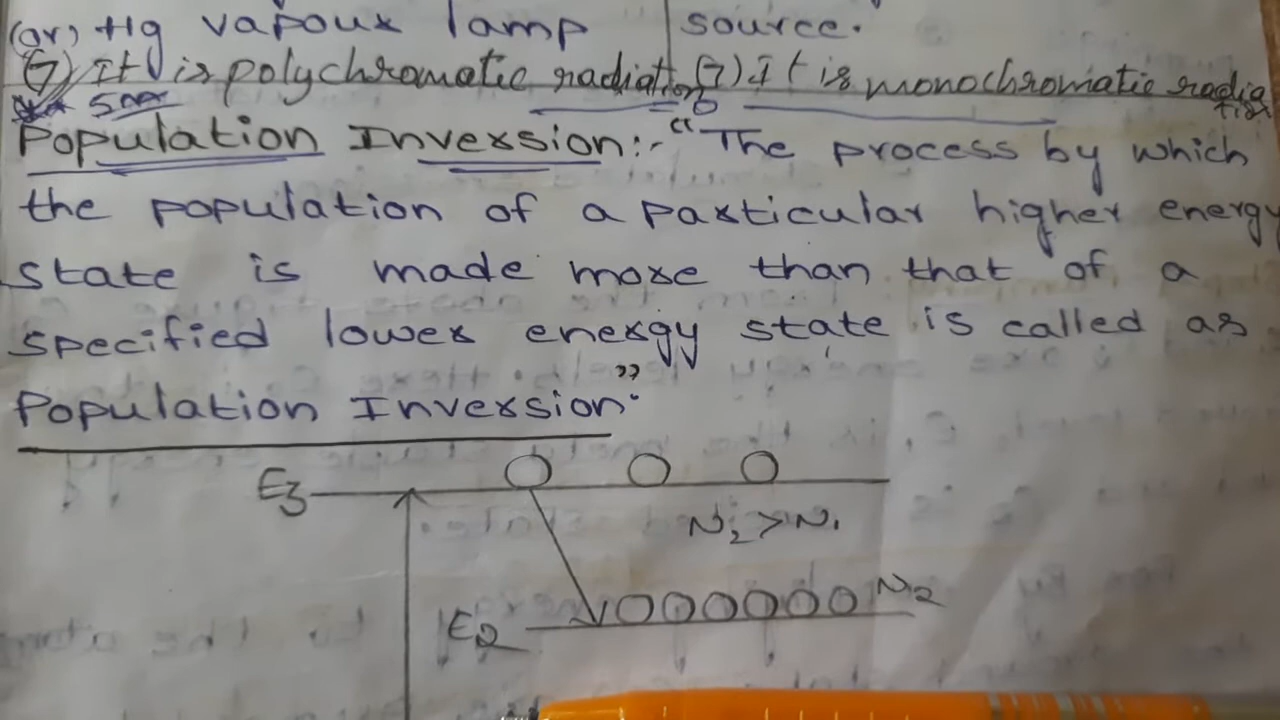 (or) Hg vapour lamp | source.
(7) It is polychromatic radiation (7) It is monochromatic radiation
Population Inversion:- "The process by which
the population of a particular higher energy
state is made more than that of a
specified lower energy state is called as
Population Inversion."
E3
N2 > N1
E2 N2